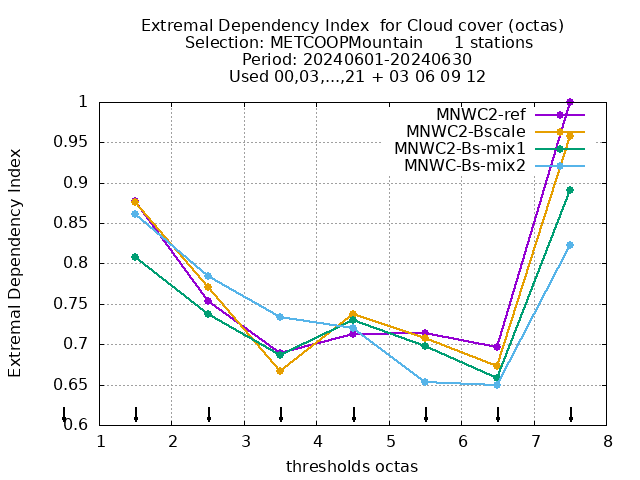 Extremal Dependency Index  for Cloud cover (octas)
Selection: METCOOPMountain      1 stations
Period: 20240601-20240630
Used 00,03,...,21 + 03 06 09 12
MNWC2-ref
MNWC2-Bscale
MNWC2-Bs-mix1
MNWC-Bs-mix2
Extremal Dependency Index
1
0.95
0.9
0.85
0.8
0.75
0.7
0.65
0.6
1 2 3 4 5 6 7 8
thresholds octas